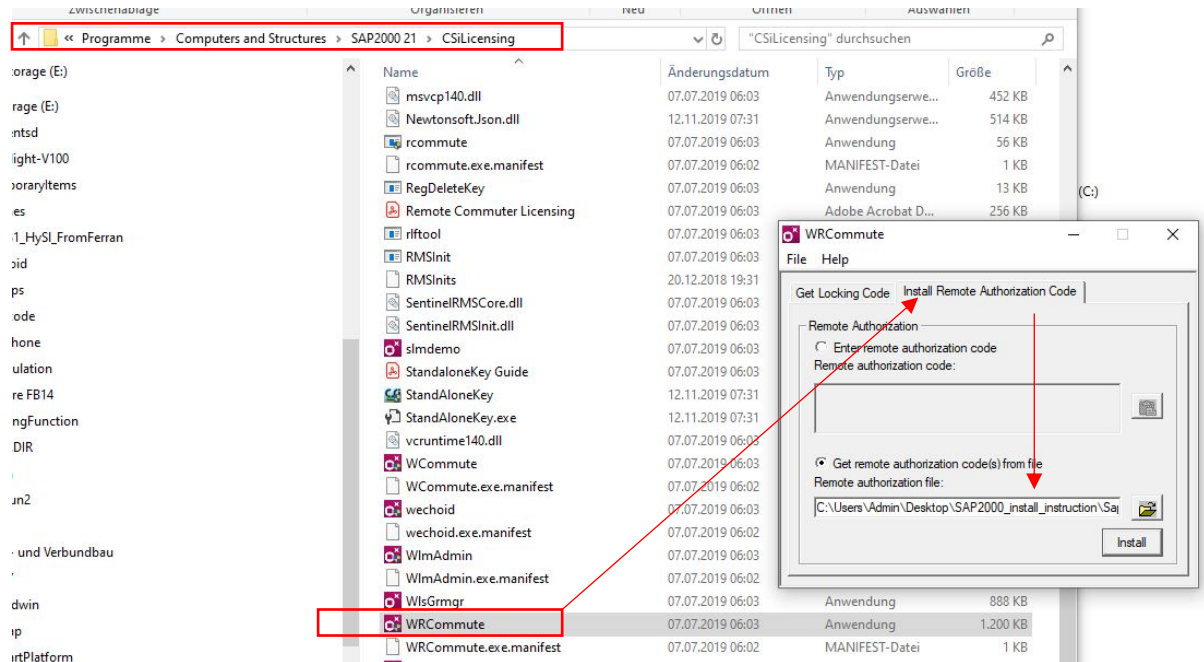 Zwischenablage Organisieren Neu Öffnen Auswählen
« Programme > Computers and Structures > SAP2000 21 > CSiLicensing "CSiLicensing" durchsuchen
torage (E:)
rage (E:)
entsd
light-V100
poraryItems
es
31_HySI_FromFerran
oid
ps
code
hone
ulation
re FB14
ngFunction
DIR
un2
- und Verbundbau
dwin
ap
artPlatform
Name Änderungsdatum Typ Größe
msvcp140.dll 07.07.2019 06:03 Anwendungserwe... 452 KB
Newtonsoft.Json.dll 12.11.2019 07:31 Anwendungserwe... 514 KB
rcommute 07.07.2019 06:03 Anwendung 56 KB
rcommute.exe.manifest 07.07.2019 06:02 MANIFEST-Datei 1 KB
RegDeleteKey 07.07.2019 06:03 Anwendung 13 KB
Remote Commuter Licensing 07.07.2019 06:03 Adobe Acrobat D... 256 KB
rlftool 07.07.2019 06:03
RMSInit 07.07.2019 06:03
RMSInits 20.12.2018 19:31
SentinelRMSCore.dll 07.07.2019 06:03
SentinelRMSInit.dll 07.07.2019 06:03
slmdemo 07.07.2019 06:03
StandaloneKey Guide 07.07.2019 06:03
StandAloneKey 12.11.2019 07:31
StandAloneKey.exe 12.11.2019 07:31
vcruntime140.dll 07.07.2019 06:03
WCommute 07.07.2019 06:03
WCommute.exe.manifest 07.07.2019 06:02
wechoid 07.07.2019 06:03
wechoid.exe.manifest 07.07.2019 06:02
WlmAdmin 07.07.2019 06:03
WlmAdmin.exe.manifest 07.07.2019 06:02
WlsGrmgr 07.07.2019 06:03 Anwendung 888 KB
WRCommute 07.07.2019 06:03 Anwendung 1.200 KB
WRCommute.exe.manifest 07.07.2019 06:02 MANIFEST-Datei 1 KB
(C:)
WRCommute
File Help
Get Locking Code Install Remote Authorization Code
Remote Authorization
Enter remote authorization code
Remote authorization code:
Get remote authorization code(s) from file
Remote authorization file:
C:\Users\Admin\Desktop\SAP2000_install_instruction\Sap
Install